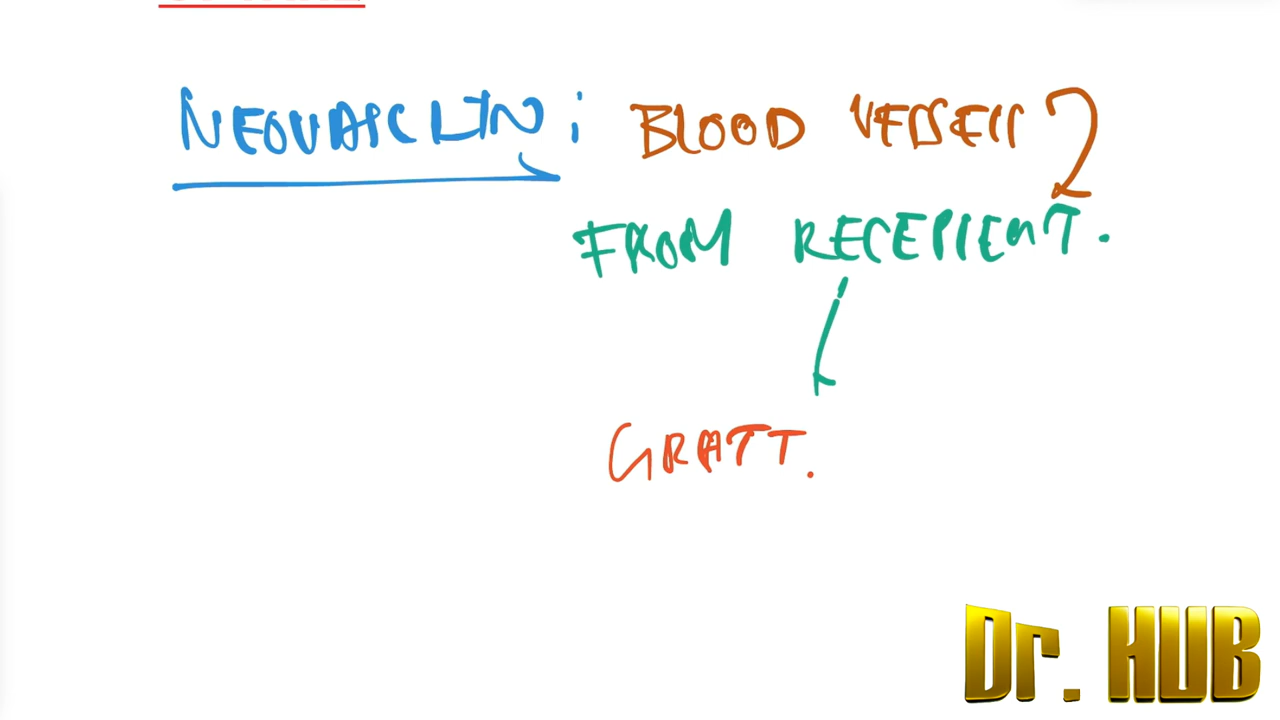 BLOOD VESSELS
FROM RECEPIENT.
GRAFT.
Dr. HUB